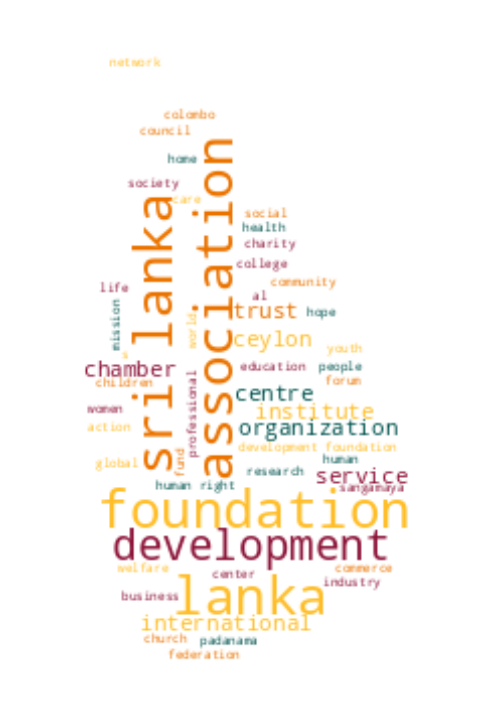 network
colombo
council
home
society
care
sri lanka
association
social
health
charity
college
community
life
al
mission
trust
hope
world
ceylon
s
youth
chamber
education
people
professional
children
forum
centre
women
institute
action
organization
development foundation
global
fund
human
research
service
human right
sangamaya
foundation
development
welfare
center
commerce
industry
lanka
business
international
church
padanama
federation